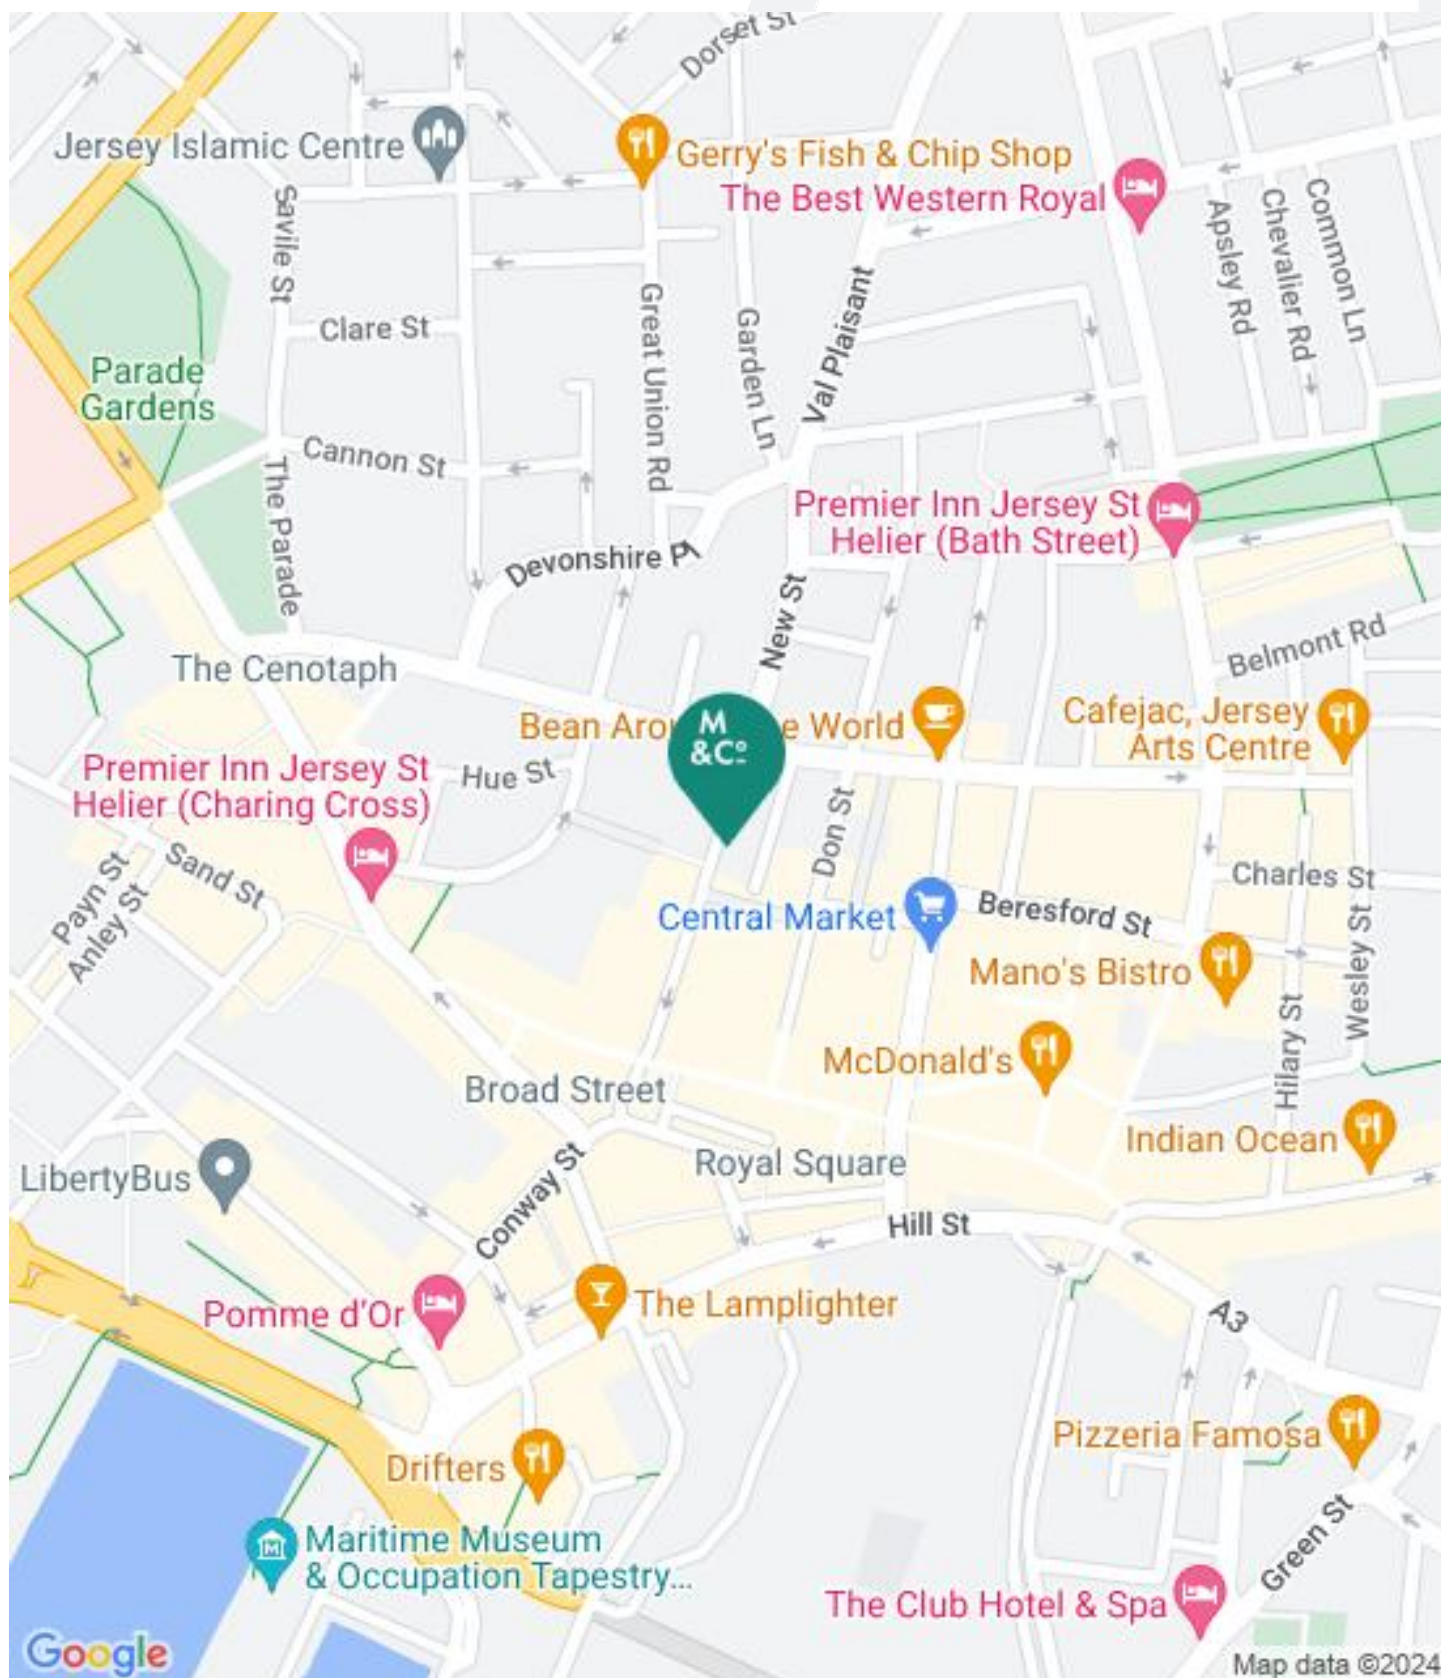 Dorset St
Jersey Islamic Centre
Gerry's Fish & Chip Shop
The Best Western Royal
Savile St
Apsley Rd
Chevalier Rd
Common Ln
Clare St
Great Union Rd
Garden Ln
Val Plaisant
Parade
Gardens
Cannon St
The Parade
Premier Inn Jersey St
Helier (Bath Street)
Devonshire Pl
New St
Belmont Rd
The Cenotaph
Bean Arou
e World
M
&Co
Cafejac, Jersey
Arts Centre
Premier Inn Jersey St
Helier (Charing Cross)
Hue St
Don St
Payn St
Anley St
Sand St
Charles St
Central Market
Beresford St
Mano's Bistro
Wesley St
Hilary St
McDonald's
Broad Street
Indian Ocean
LibertyBus
Royal Square
Conway St
Hill St
Pomme d'Or
The Lamplighter
A3
Pizzeria Famosa
Drifters
Green St
Maritime Museum
& Occupation Tapestry...
The Club Hotel & Spa
Google
Map data ©2024